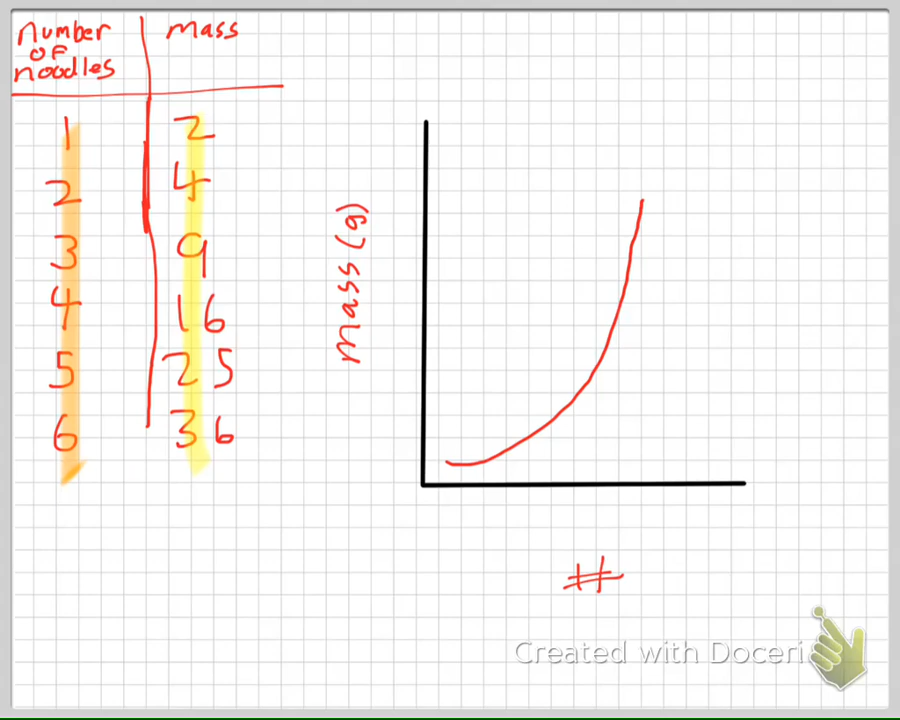 number of noodles | mass
1 | 2
2 | 4
3 | 9
4 | 16
5 | 25
6 | 36
mass (g)
#
Created with Doceri